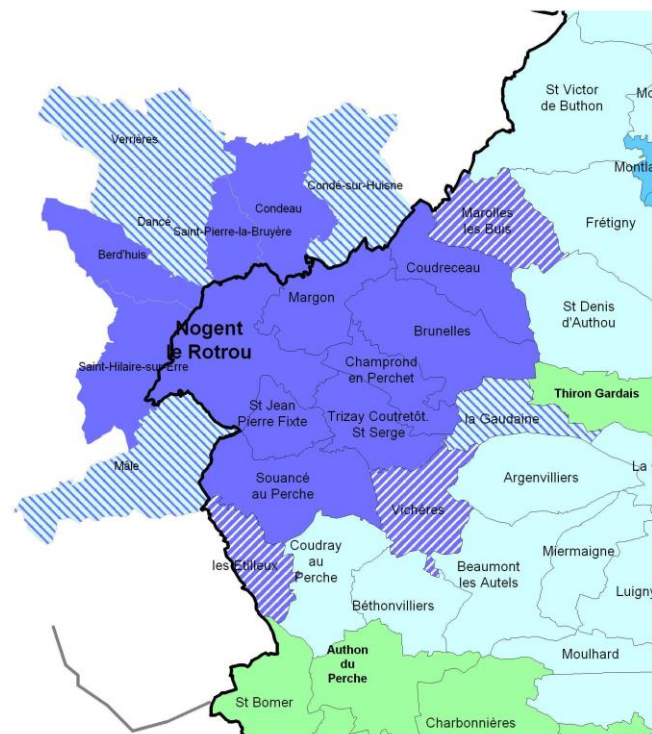 St Victor
de Buthon
Mo
Verrières
Montla
Condé-sur-Huisne
Condeau
Marolles
les Buis
Dancé
Saint-Pierre-la-Bruyère
Frétigny
Berd'huis
Coudreceau
Margon
St Denis
d'Authou
Nogent
le Rotrou
Brunelles
Champrond
en Perchet
Saint-Hilaire-sur-Erre
Thiron Gardais
St Jean
Pierre Fixte
Trizay Coutretôt
St Serge
la Gaudaine
Mâle
Souancé
au Perche
Argenvilliers
La
Vichères
Coudray
au
Perche
les Etilleux
Beaumont
les Autels
Miermaigne
Luigny
Béthonvilliers
Authon
du
Perche
Moulhard
St Bomer
Charbonnières